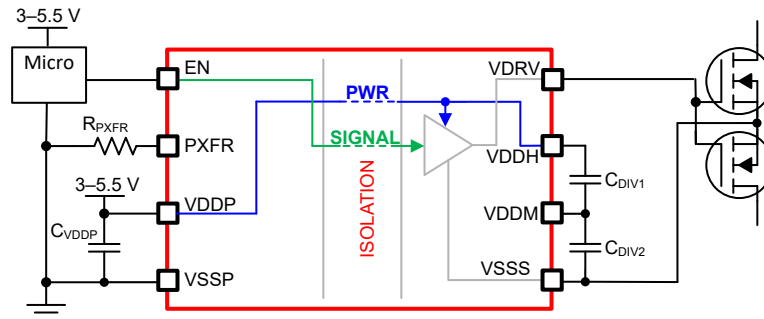 3–5.5 V
Micro
EN
PWR
VDRV
RPXFR
PXFR
SIGNAL
VDDH
ISOLATION
CDIV1
3–5.5 V
VDDP
VDDM
CVDDP
CDIV2
VSSP
VSSS